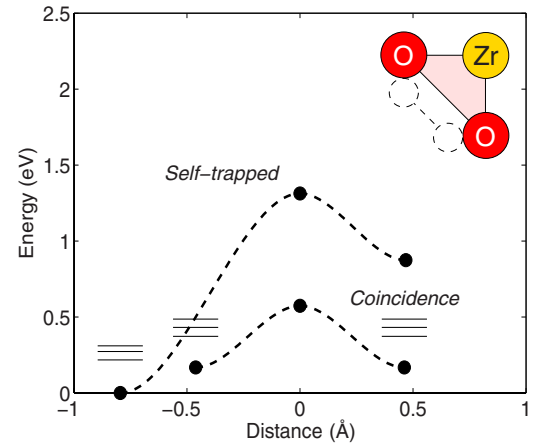 2.5
2
1.5
1
0.5
0
Energy (eV)
O
Zr
O
Self-trapped
Coincidence
−1
−0.5
0
0.5
1
Distance (Å)